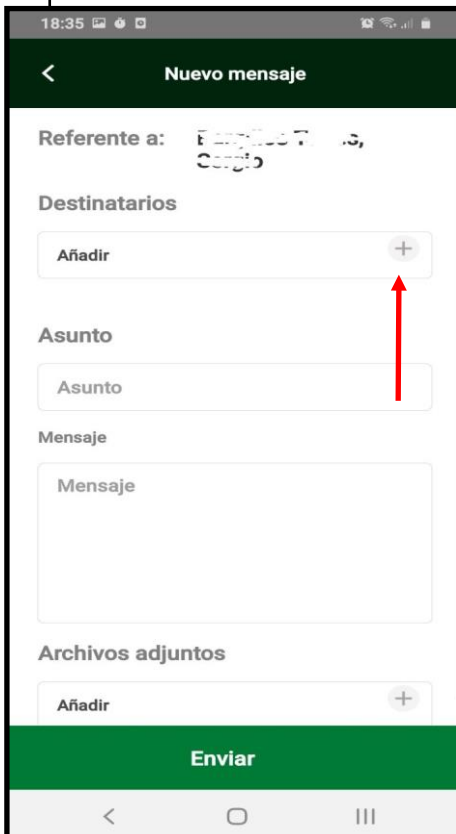 18:35
Nuevo mensaje
Referente a:
Destinatarios
Añadir
Asunto
Asunto
Mensaje
Mensaje
Archivos adjuntos
Añadir
Enviar